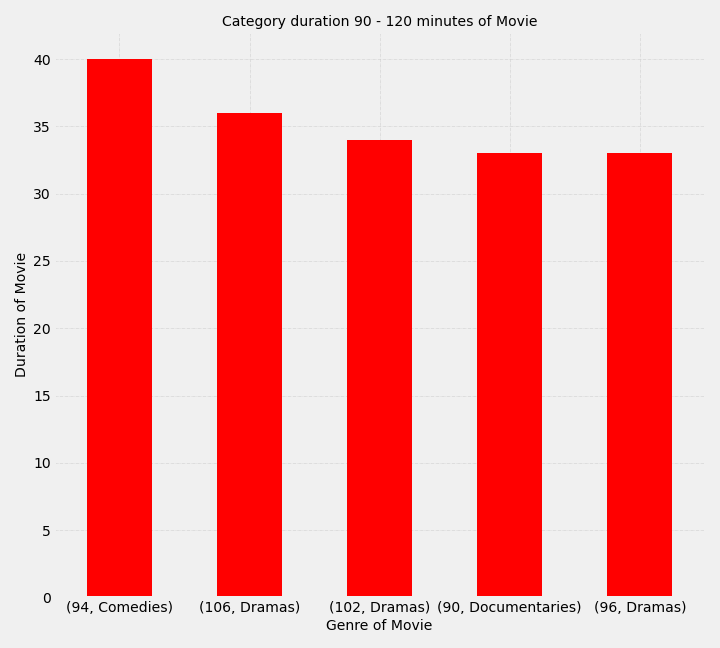 Category duration 90 - 120 minutes of Movie
Duration of Movie
40
35
30
25
20
15
10
5
0
(94, Comedies)
(106, Dramas)
(102, Dramas)
(90, Documentaries)
(96, Dramas)
Genre of Movie